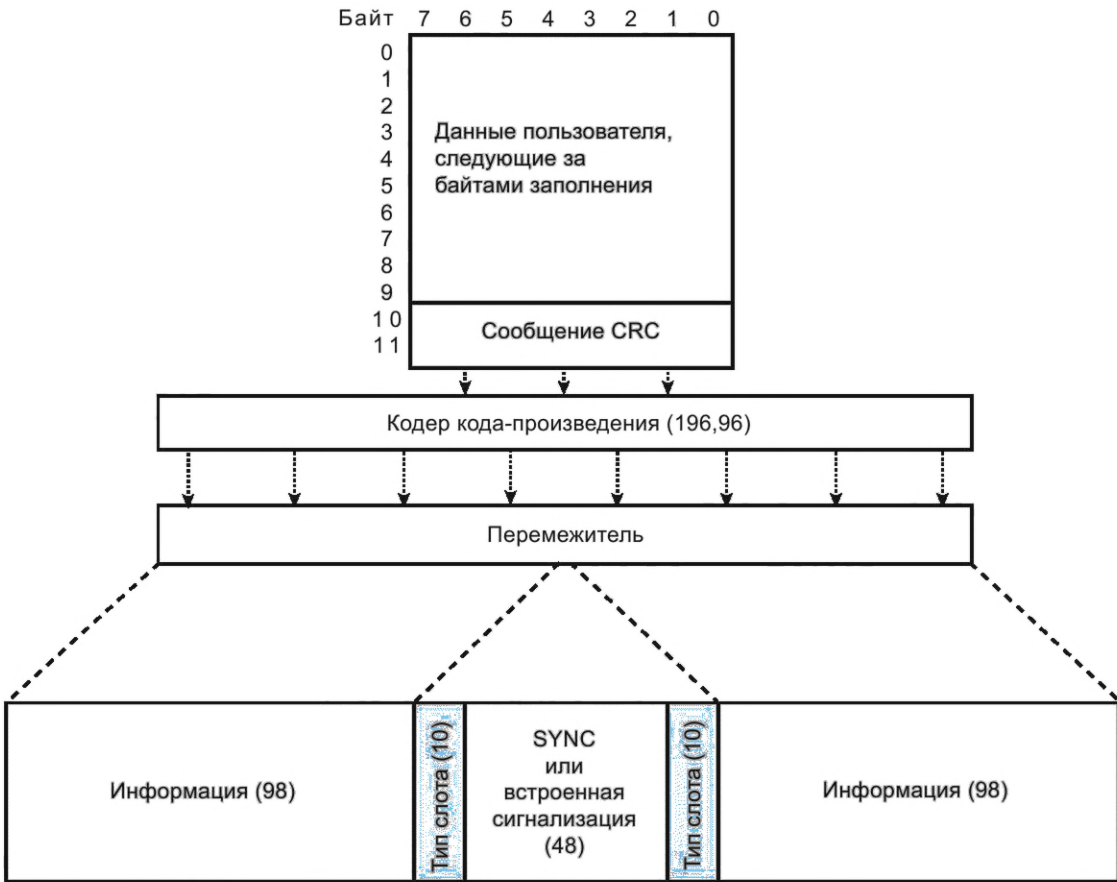 Байт 7 6 5 4 3 2 1 0
0
1
2
3
4
5
6
7
8
9
10
11
Данные пользователя,
следующие за
байтами заполнения
Сообщение CRC
Кодер кода-произведения (196,96)
Перемежитель
Информация (98)
Тип слота (10)
SYNC
или
встроенная
сигнализация
(48)
Тип слота (10)
Информация (98)